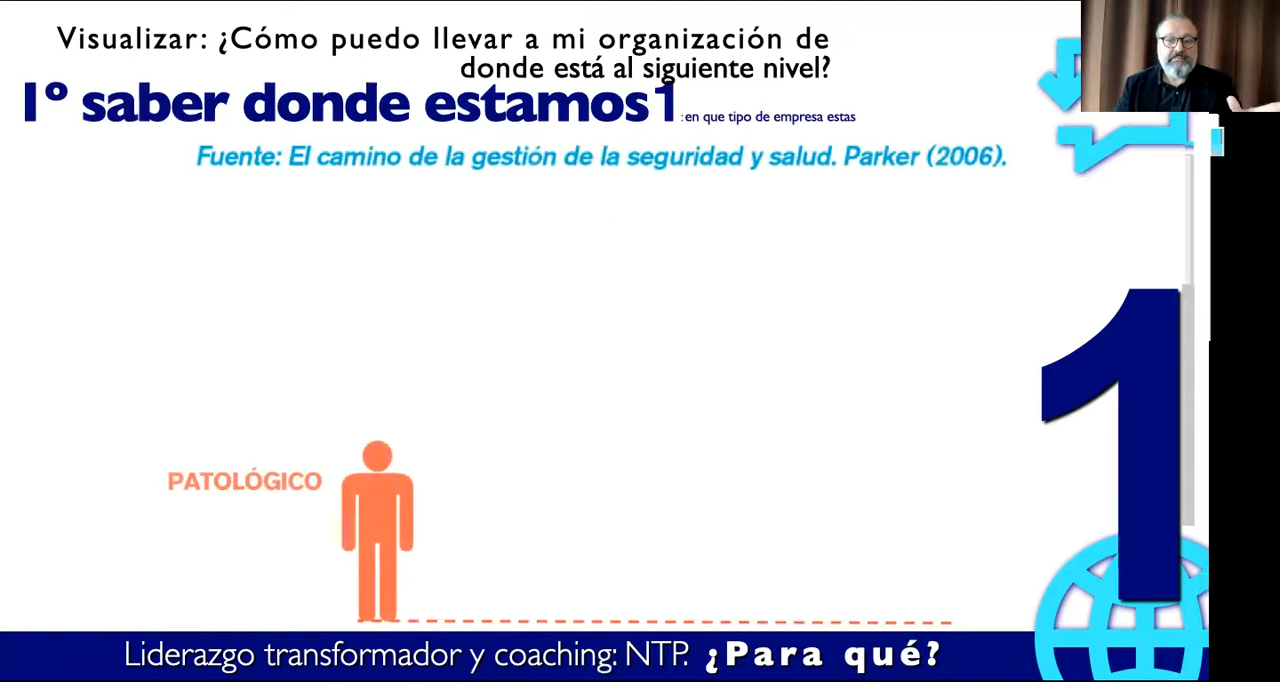 Visualizar: ¿Cómo puedo llevar a mi organización de
donde está al siguiente nivel?
1º saber donde estamos1 :en que tipo de empresa estas
Fuente: El camino de la gestión de la seguridad y salud. Parker (2006).
1
PATOLÓGICO
Liderazgo transformador y coaching: NTP. ¿Para qué?